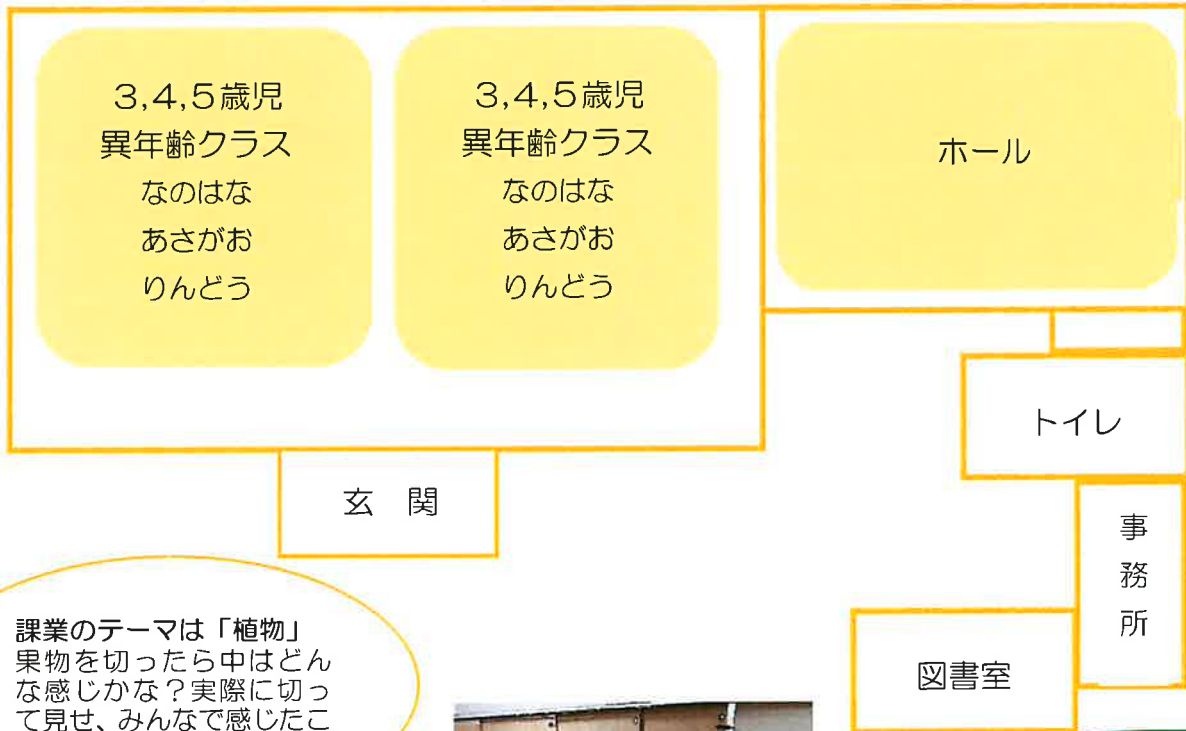 3,4,5歳児
異年齢クラス
なのはな
あさがお
りんどう
3,4,5歳児
異年齢クラス
なのはな
あさがお
りんどう
ホール
トイレ
玄 関
事
務
所
図書室
課業のテーマは「植物」
果物を切ったら中はどん
な感じかな?実際に切っ
て見せ、みんなで感じたこ